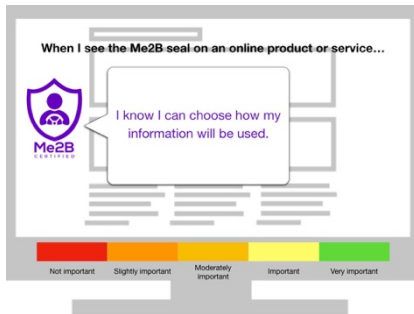 When I see the Me2B seal on an online product or service...
I know I can choose how my
information will be used.
Me2B
CERTIFIED
Not important
Slightly important
Moderately
important
Important
Very important